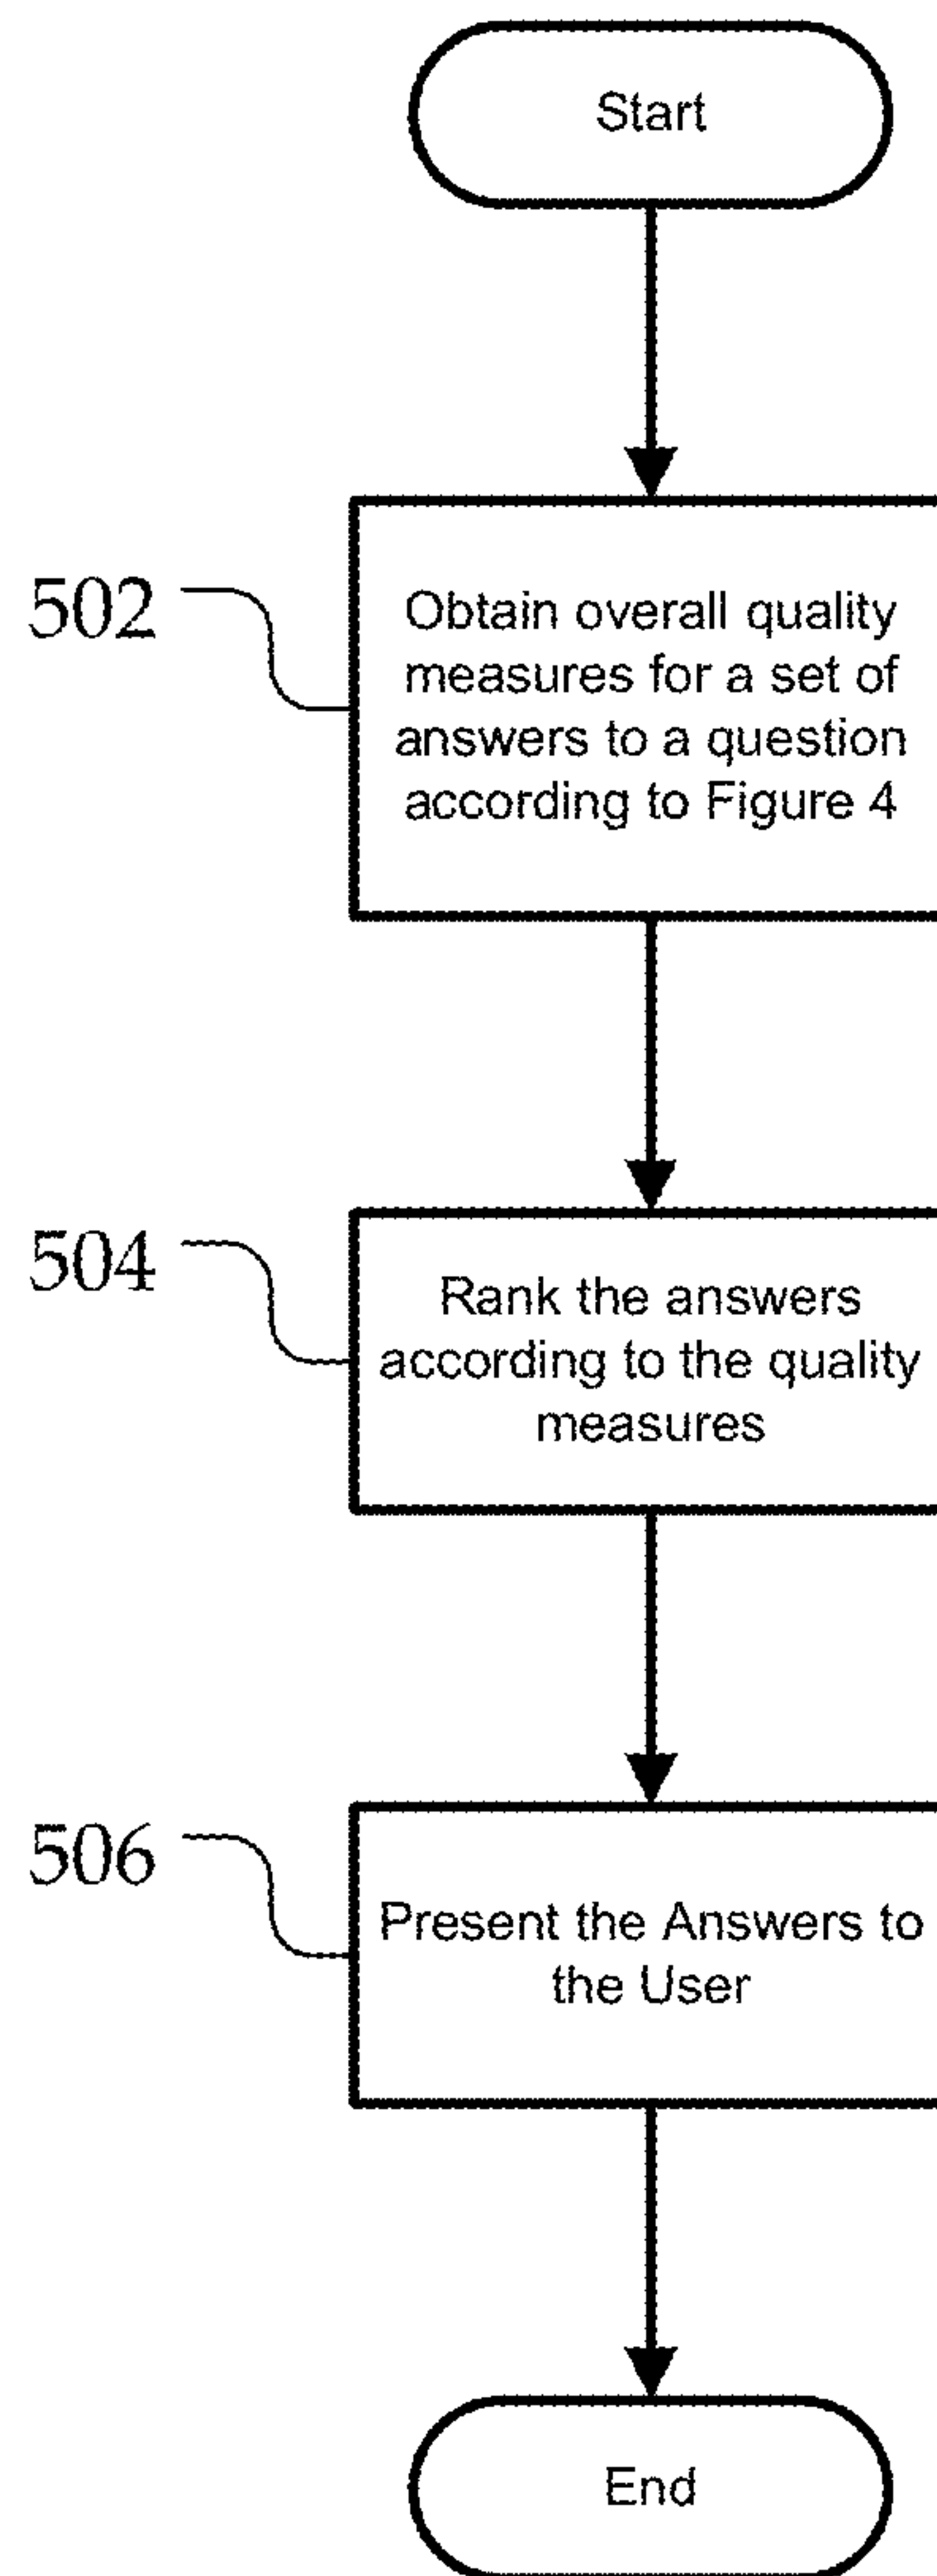 Start
502
Obtain overall quality
measures for a set of
answers to a question
according to Figure 4
504
Rank the answers
according to the quality
measures
506
Present the Answers to
the User
End